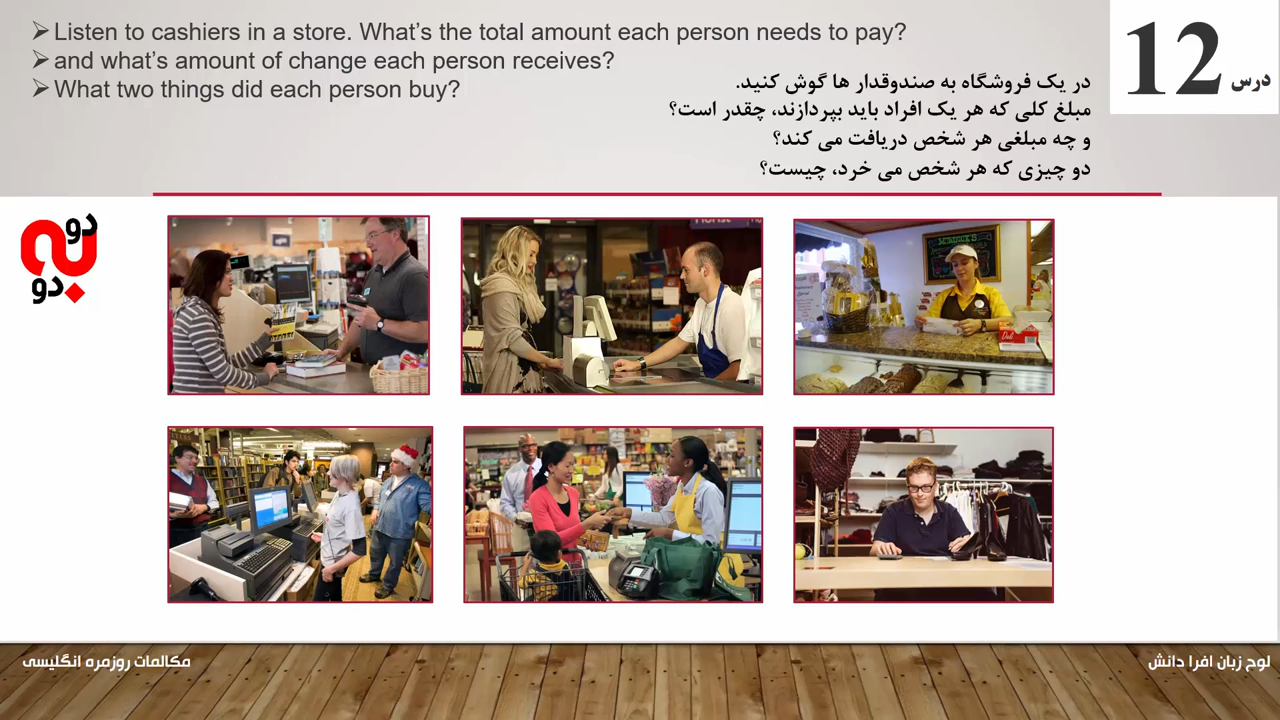 ➢ Listen to cashiers in a store. What's the total amount each person needs to pay?
➢ and what's amount of change each person receives?
➢ What two things did each person buy?
درس 12
در یک فروشگاه به صندوقدار ها گوش کنید.
مبلغ کلی که هر یک افراد باید بپردازند، چقدر است؟
و چه مبلغی هر شخص دریافت می کند؟
دو چیزی که هر شخص می خرد، چیست؟
دو
به
دو
مکالمات روزمره انگلیسی
لوح زبان افرا دانش